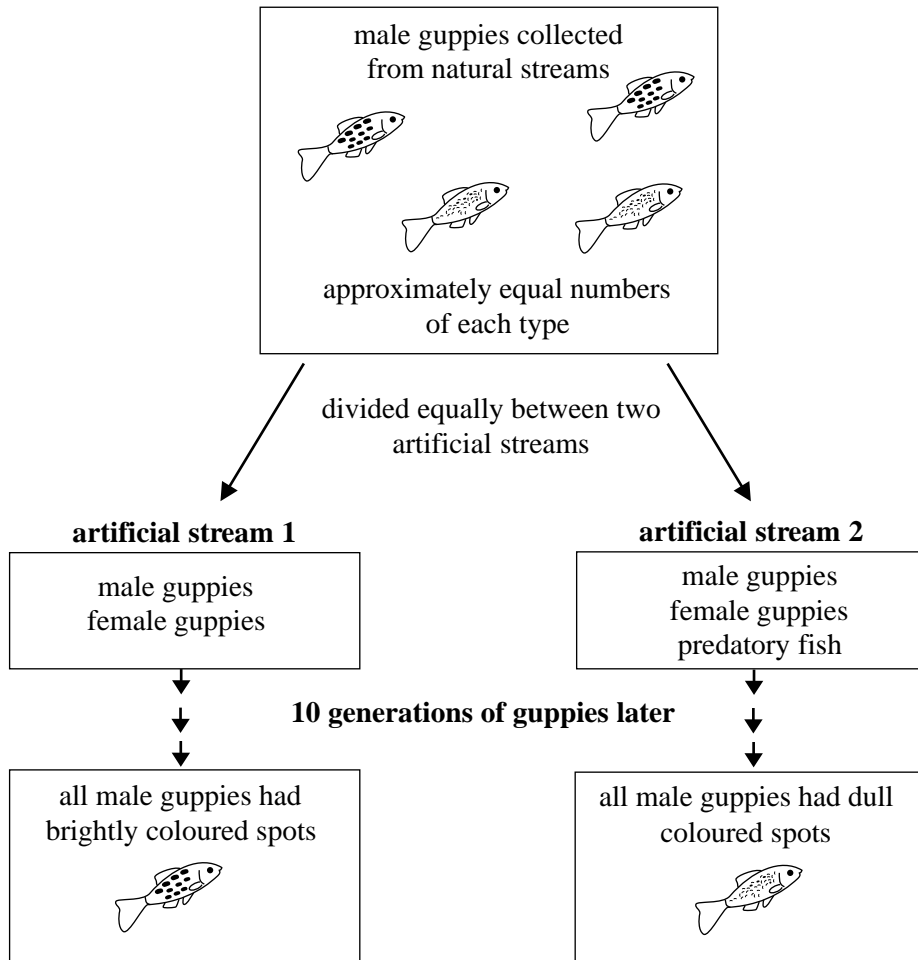 male guppies collected
from natural streams
approximately equal numbers
of each type
divided equally between two
artificial streams
artificial stream 1
male guppies
female guppies
artificial stream 2
male guppies
female guppies
predatory fish
10 generations of guppies later
all male guppies had
brightly coloured spots
all male guppies had dull
coloured spots